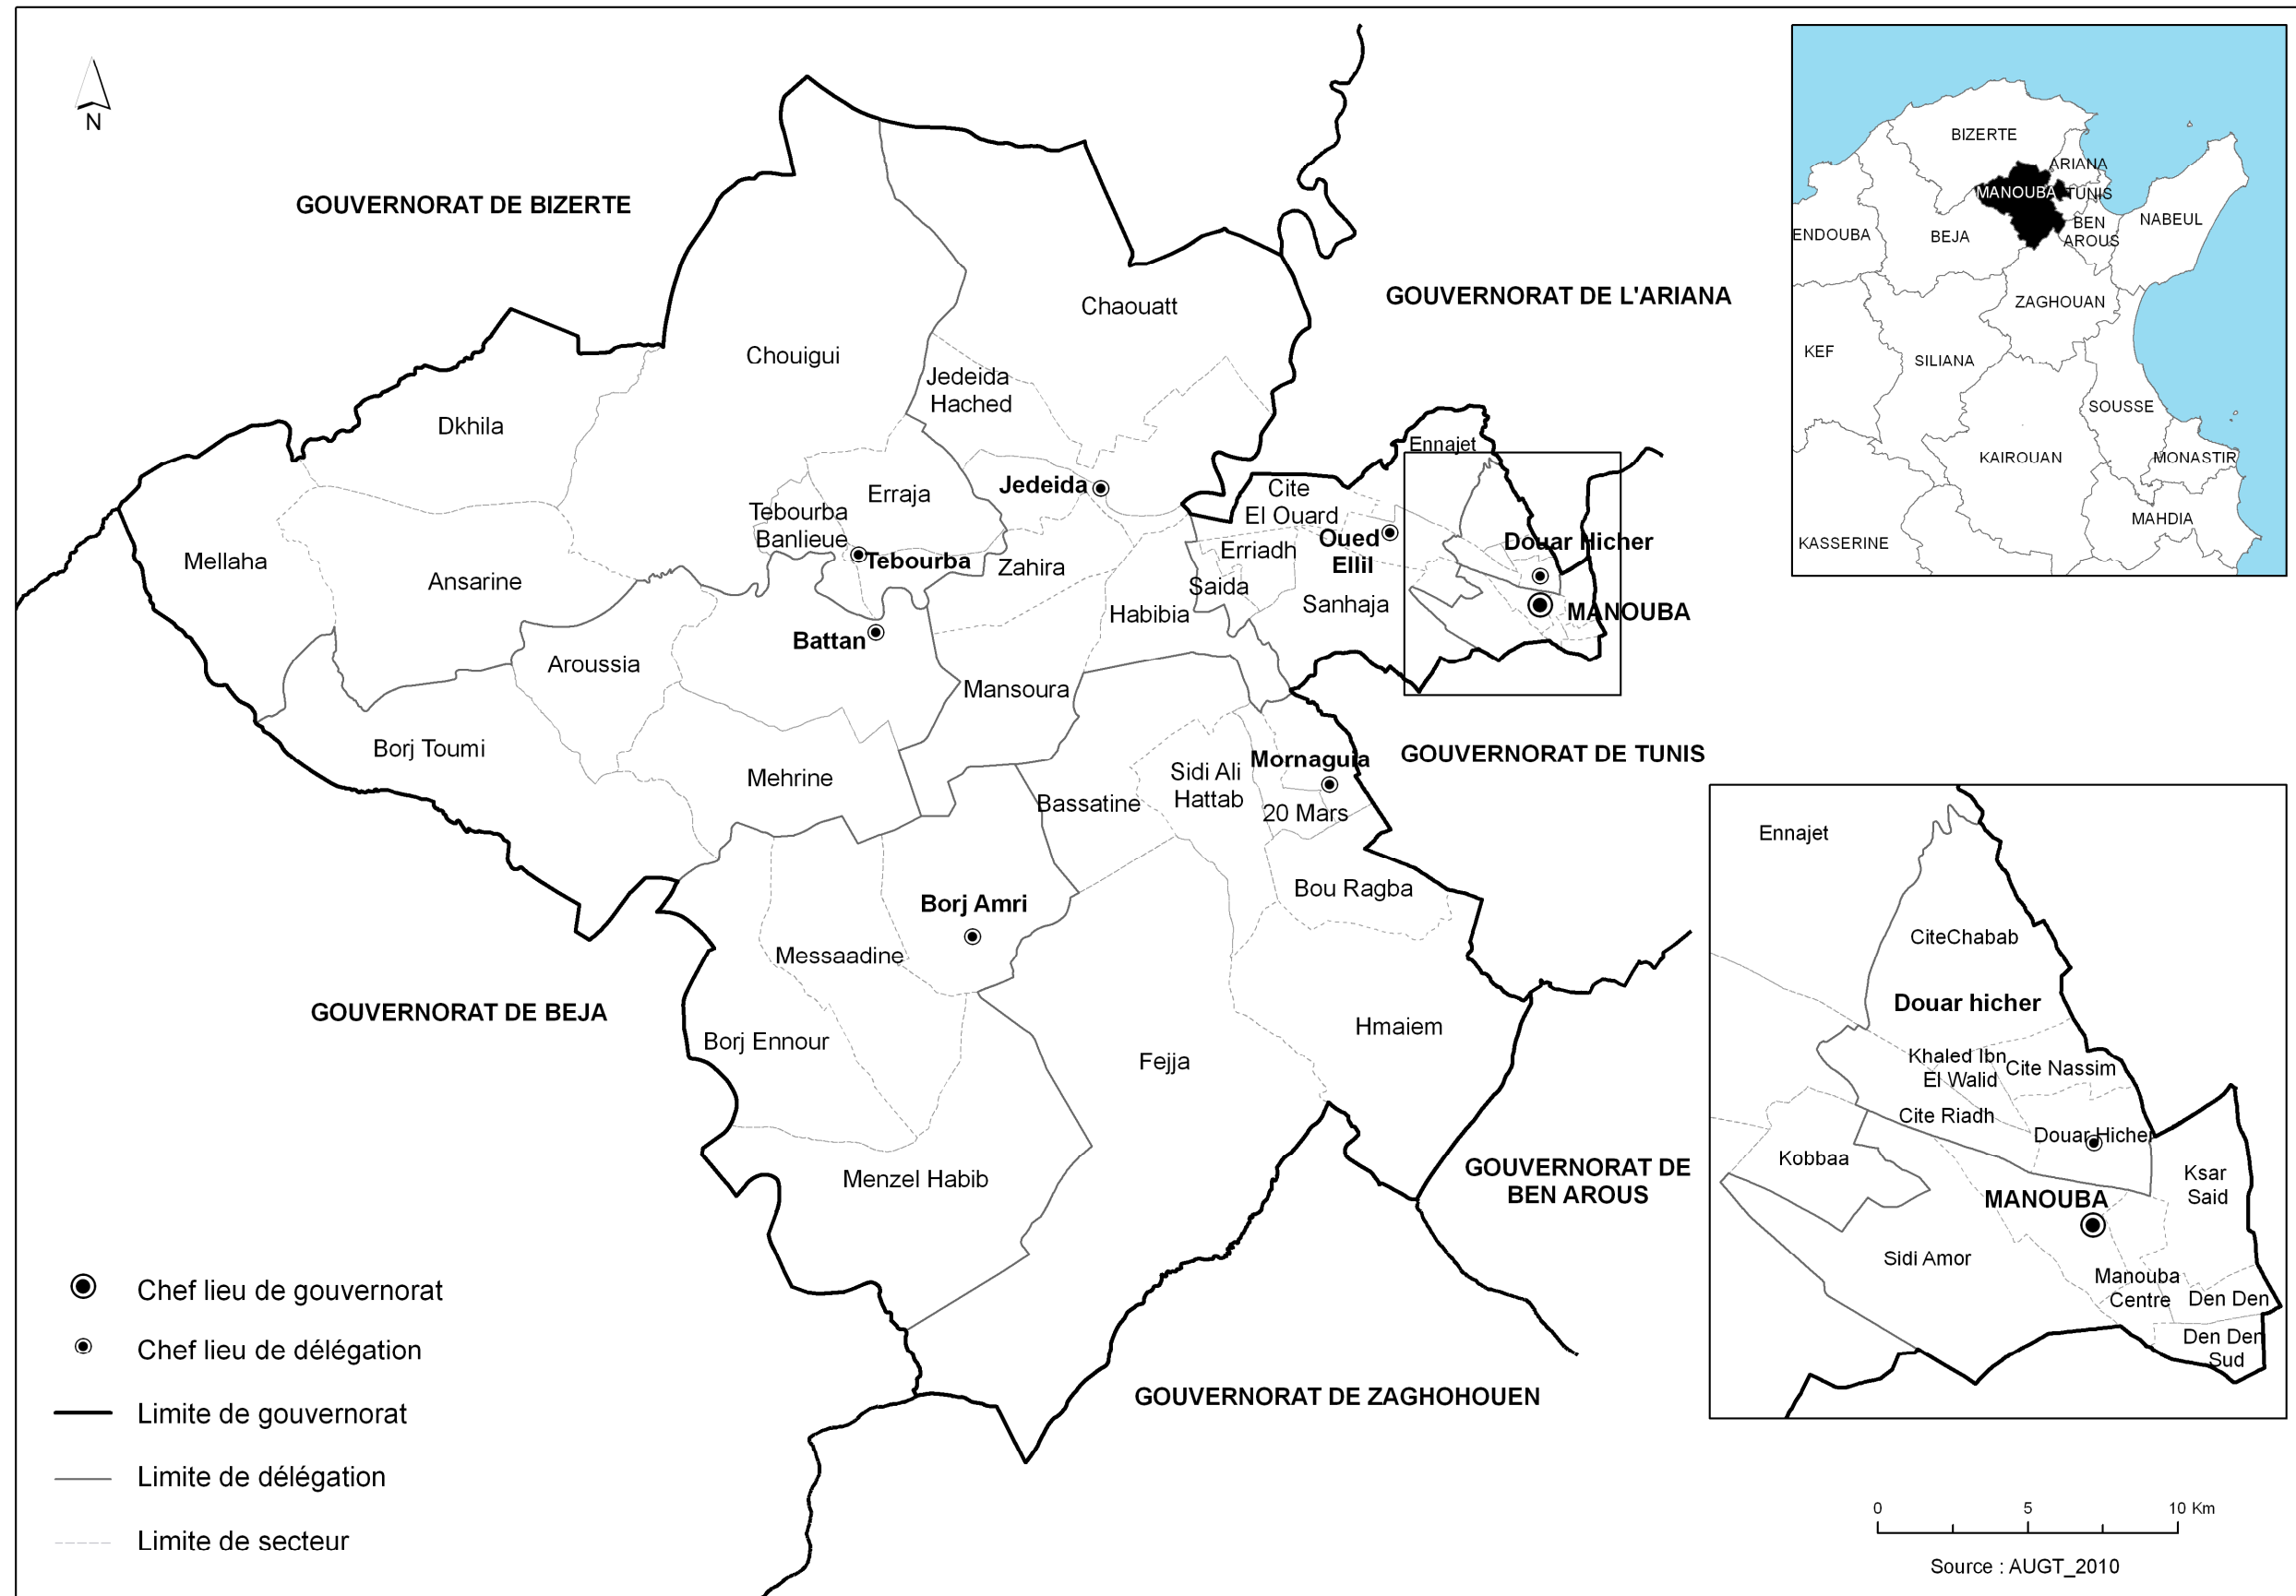 N
GOUVERNORAT DE BIZERTE
GOUVERNORAT DE L'ARIANA
Chaouatt
Chouigui
Jedeida
Hached
Dkhila
Ennajet
Jedeida
Erraja
Cite
El Ouard
Tebourba
Banlieue
Oued
Ellil
Erriadh
Douar Hicher
Mellaha
Tebourba
Zahira
Ansarine
Saida
Sanhaja
Habibia
MANOUBA
Battan
Aroussia
Mansoura
Borj Toumi
Mornaguia
GOUVERNORAT DE TUNIS
Mehrine
Sidi Ali
Hattab
Bassatine
20 Mars
Bou Ragba
Borj Amri
Messaadine
GOUVERNORAT DE BEJA
Borj Ennour
Hmaiem
Fejja
Menzel Habib
GOUVERNORAT DE
BEN AROUS
GOUVERNORAT DE ZAGHOHOUEN
BIZERTE
ARIANA
MANOUBA
TUNIS
NABEUL
BEN
AROUS
ENDOUBA
BEJA
ZAGHOUAN
KEF
SILIANA
SOUSSE
KAIROUAN
MONASTIR
MAHDIA
KASSERINE
Ennajet
CiteChabab
Douar hicher
Khaled Ibn
El Walid
Cite Nassim
Cite Riadh
Douar Hicher
Kobbaa
Ksar
Said
MANOUBA
Sidi Amor
Manouba
Centre
Den Den
Den Den
Sud
Chef lieu de gouvernorat
Chef lieu de délégation
Limite de gouvernorat
Limite de délégation
Limite de secteur
0 5 10 Km
Source : AUGT_2010